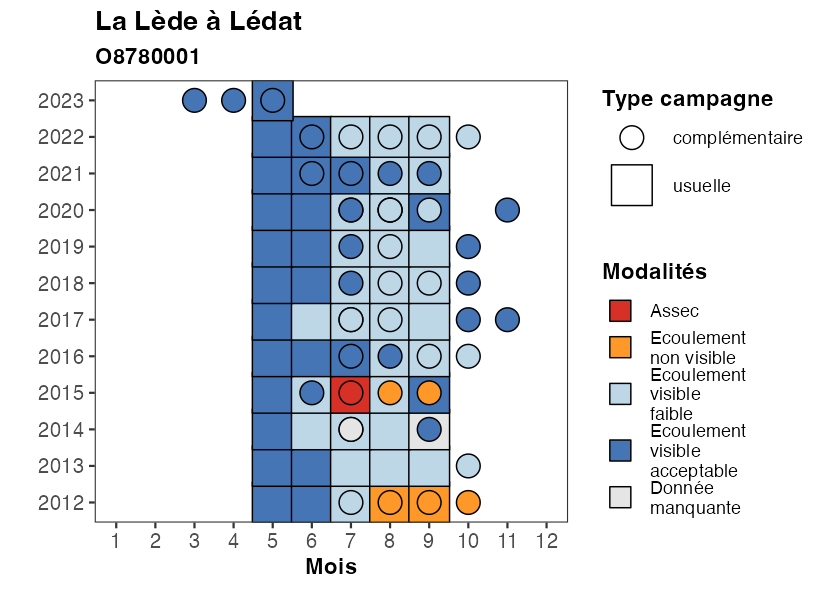 La Lède à Lédat
O8780001
2023
2022
2021
2020
2019
2018
2017
2016
2015
2014
2013
2012
1 2 3 4 5 6 7 8 9 10 11 12
Mois
Type campagne
complémentaire
usuelle
Modalités
Assec
Ecoulement
non visible
Ecoulement
visible
faible
Ecoulement
visible
acceptable
Donnée
manquante